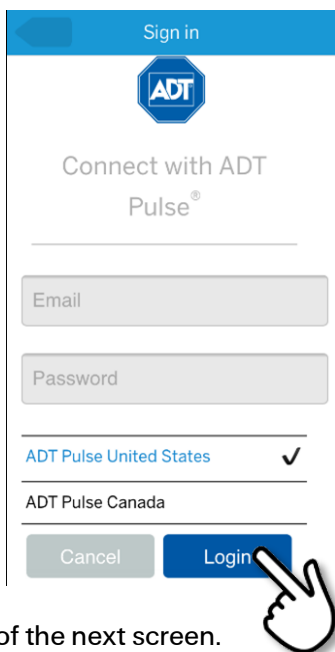 Sign in
ADT
Connect with ADT
Pulse®
Email
Password
ADT Pulse United States
ADT Pulse Canada
Cancel
Login
of the next screen.